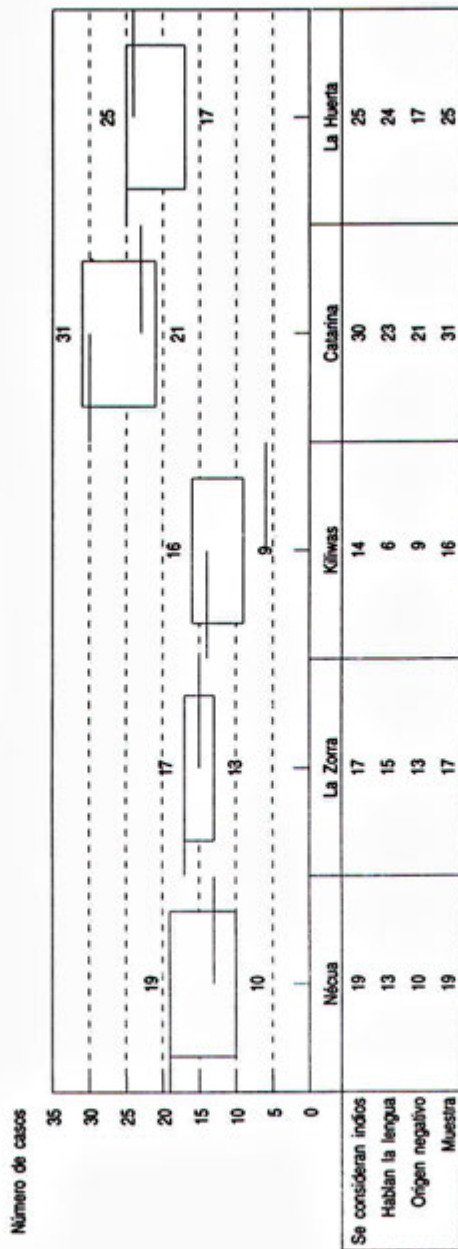 Número de casos
35
30
25
20
15
10
5
0
19 10
17 13
16 9
31 21
25 17
Nécua La Zorra Kiliwas Catarina La Huerta
Se consideran indios 19 17 14 30 25
Hablan la lengua 13 15 6 23 24
Origen negativo 10 13 9 21 17
Muestra 19 17 16 31 25